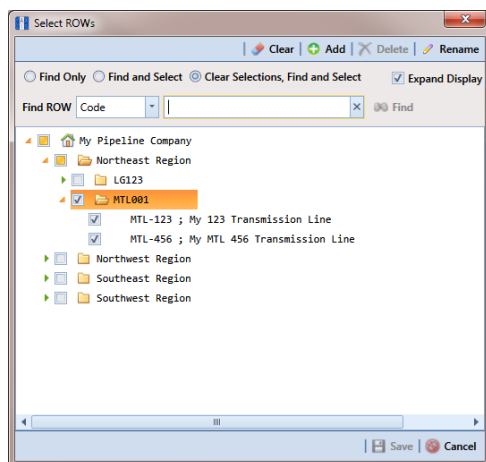 Select ROWs
Clear | Add | Delete | Rename
Find Only Find and Select Clear Selections, Find and Select Expand Display
Find ROW Code Find
My Pipeline Company
Northeast Region
LG123
MTL001
MTL-123 ; My 123 Transmission Line
MTL-456 ; My MTL 456 Transmission Line
Northwest Region
Southeast Region
Southwest Region
Save | Cancel